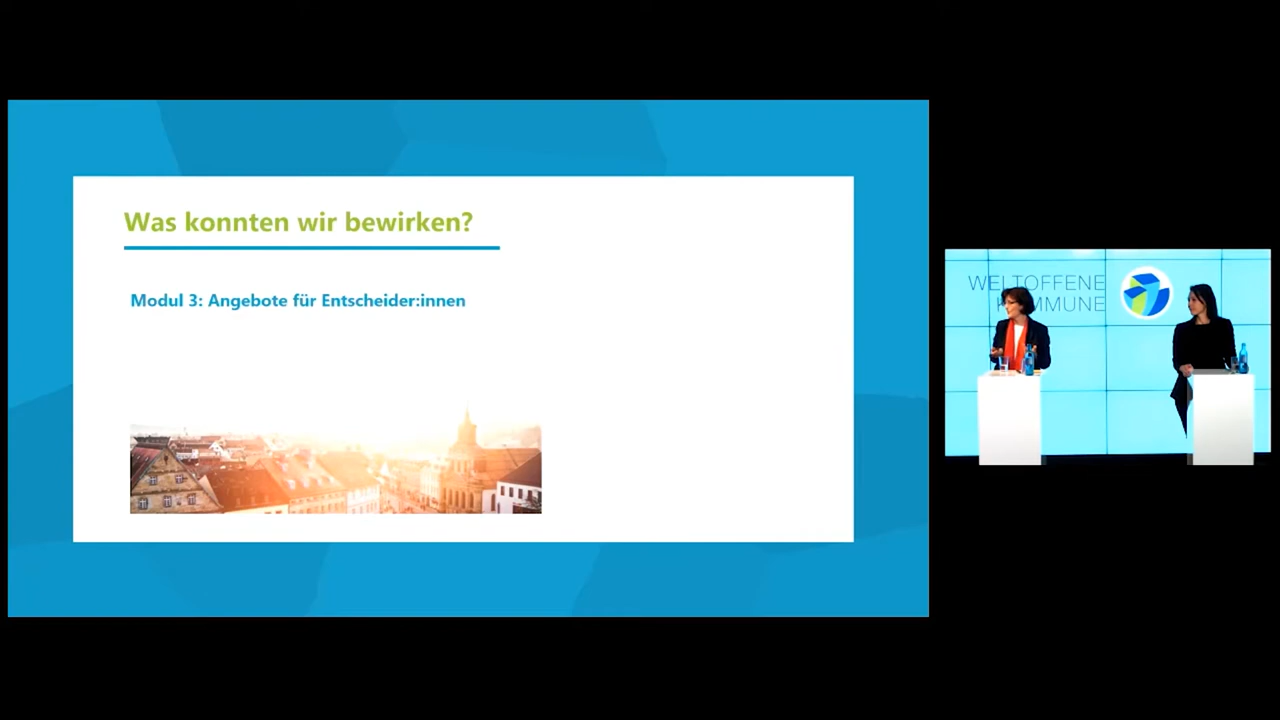 Was konnten wir bewirken?
Modul 3: Angebote für Entscheider:innen
WELTOFFENE
KOMMUNE